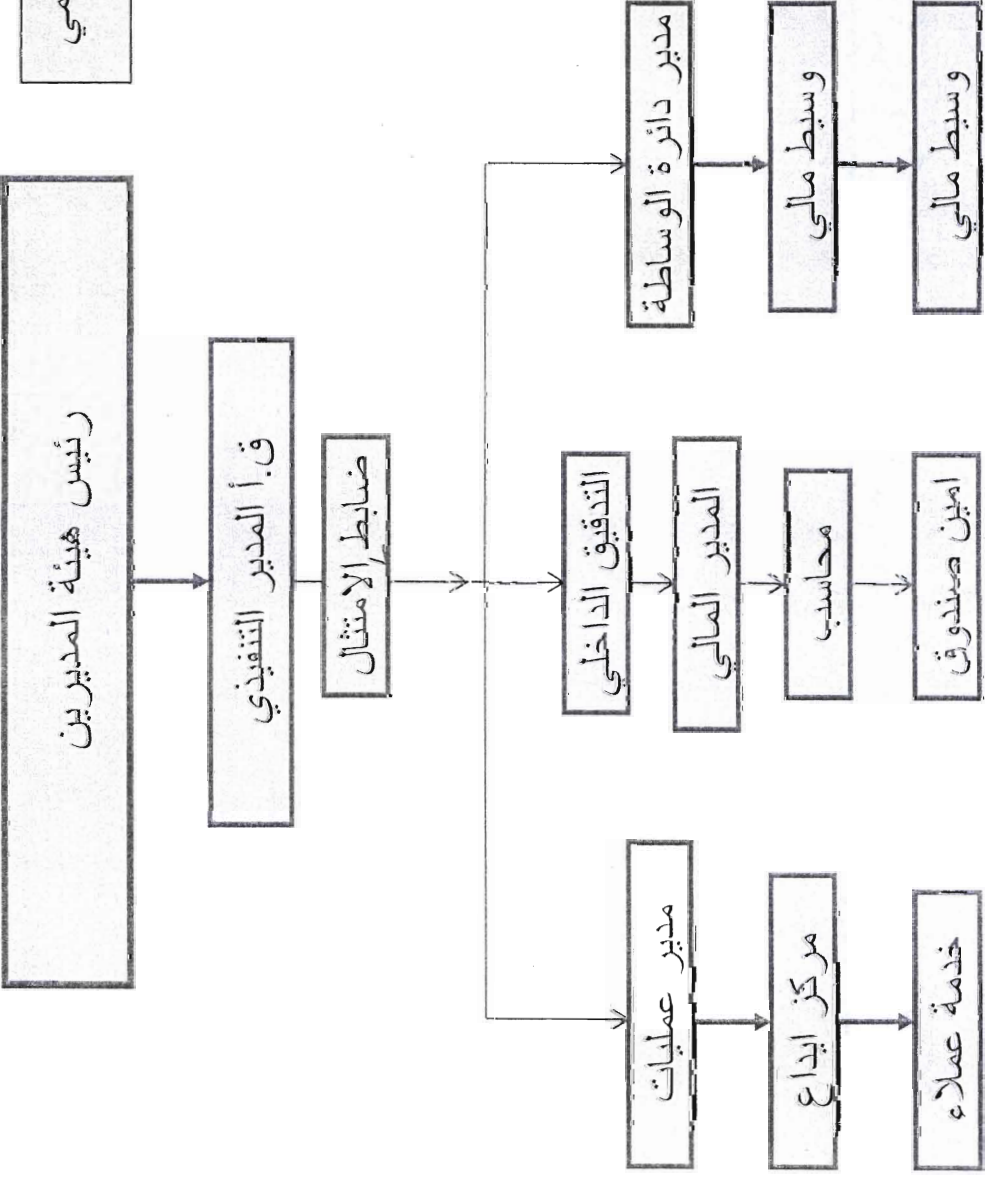 رئيس هيئة المديرين
ق.أ المدير التنفيذي
ضابط الامتثال
مدير دائرة الوساطة
وسيط مالي
وسيط مالي
التدقيق الداخلي
المدير المالي
محاسب
امين صندوق
مدير عمليات
مركز ايداع
خدمة عملاء